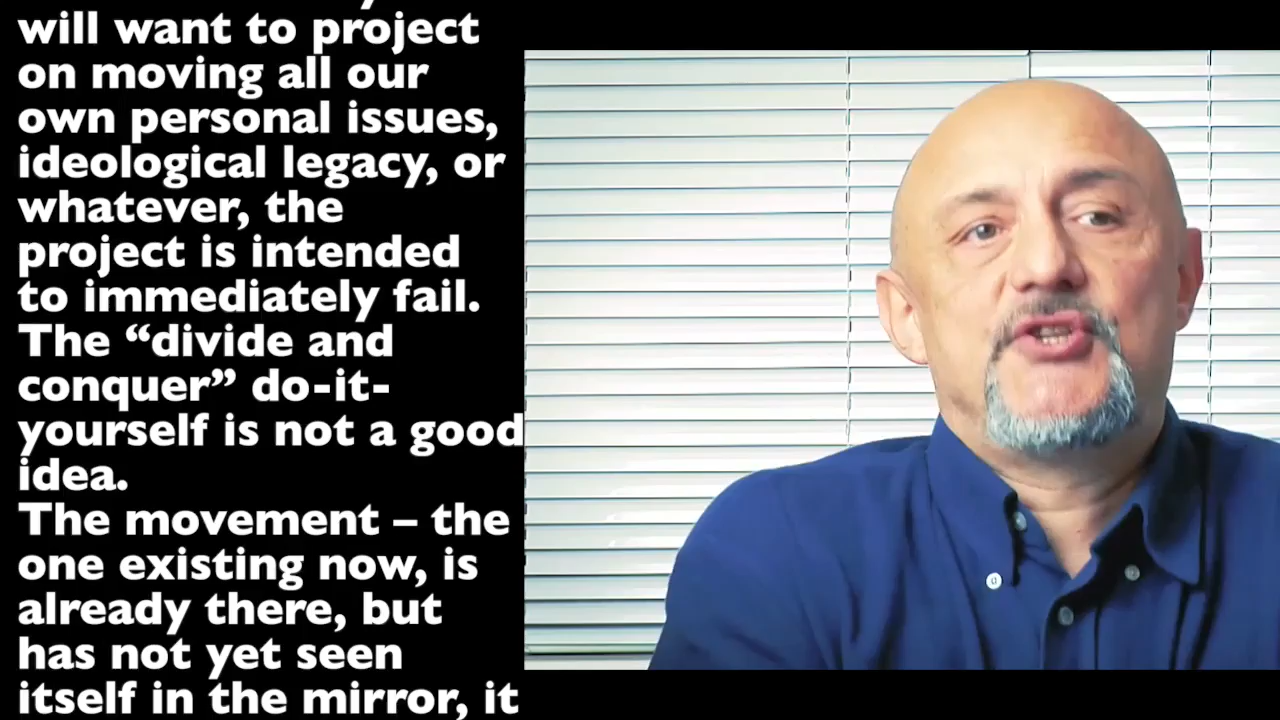 will want to project
on moving all our
own personal issues,
ideological legacy, or
whatever, the
project is intended
to immediately fail.
The “divide and
conquer” do-it-
yourself is not a good
idea.
The movement – the
one existing now, is
already there, but
has not yet seen
itself in the mirror, it